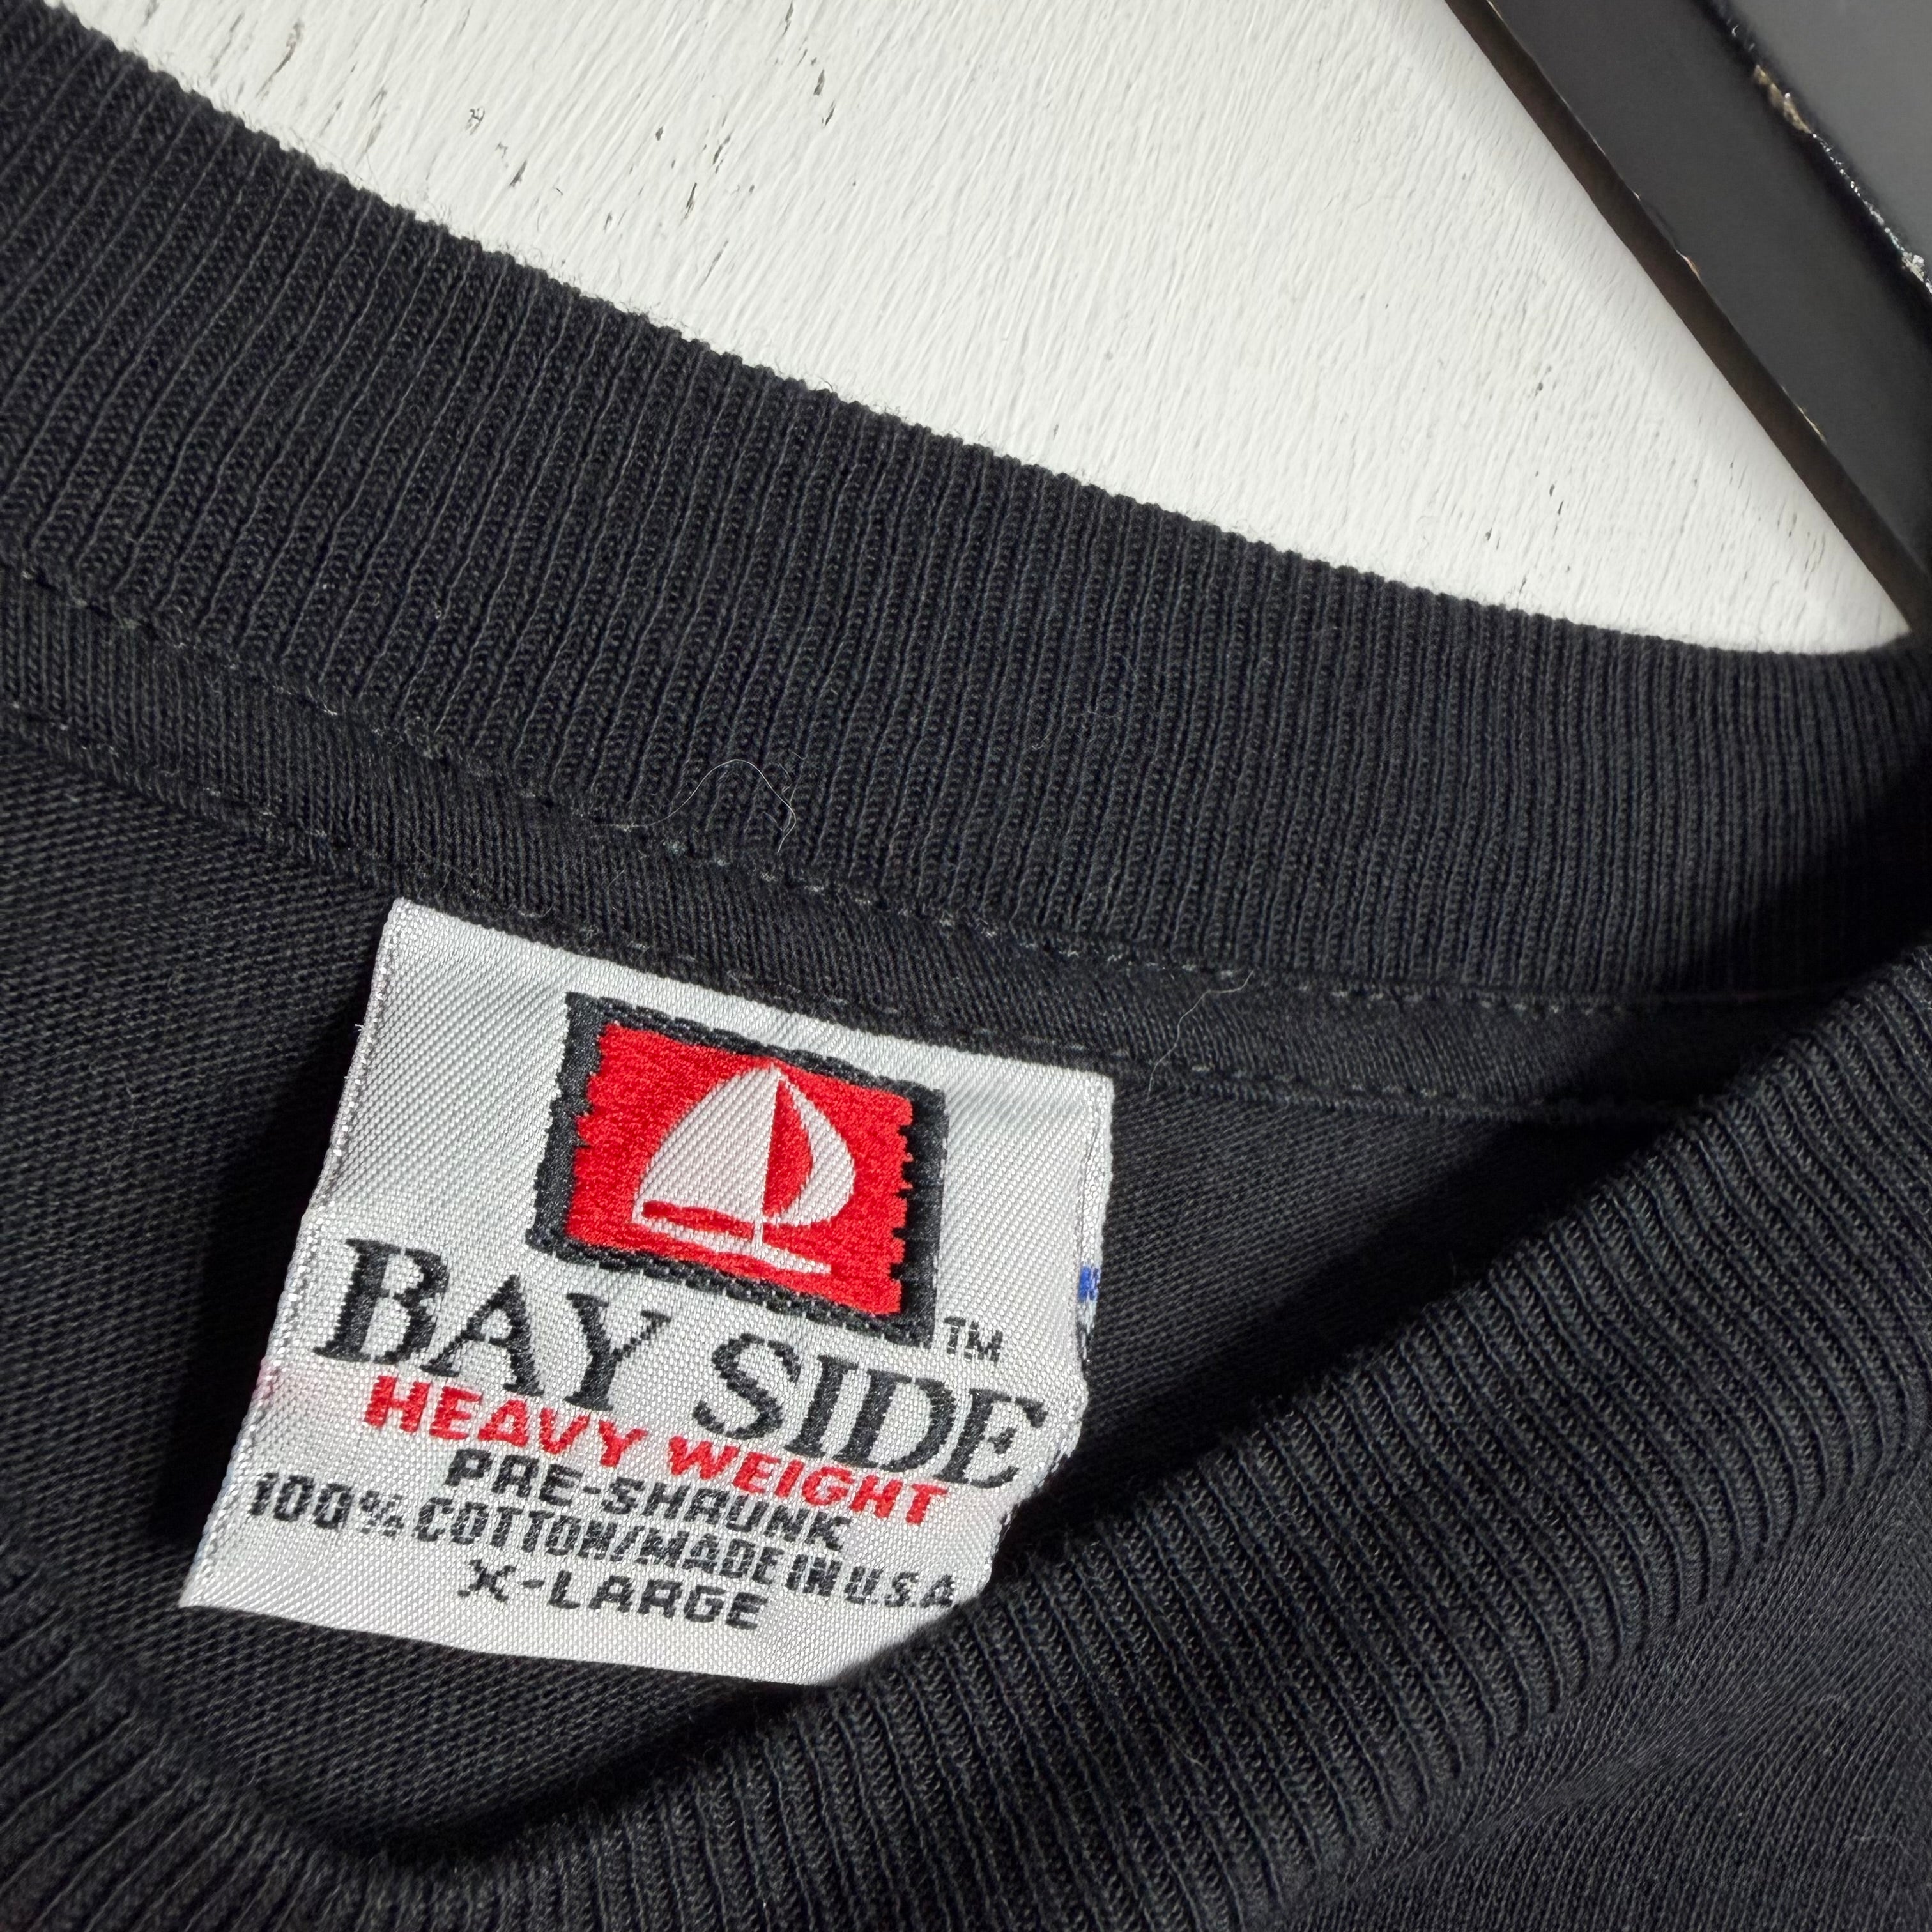 BAY SIDE™
HEAVY WEIGHT
PRE-SHRUNK
100% COTTON/MADE IN U.S.A
X-LARGE